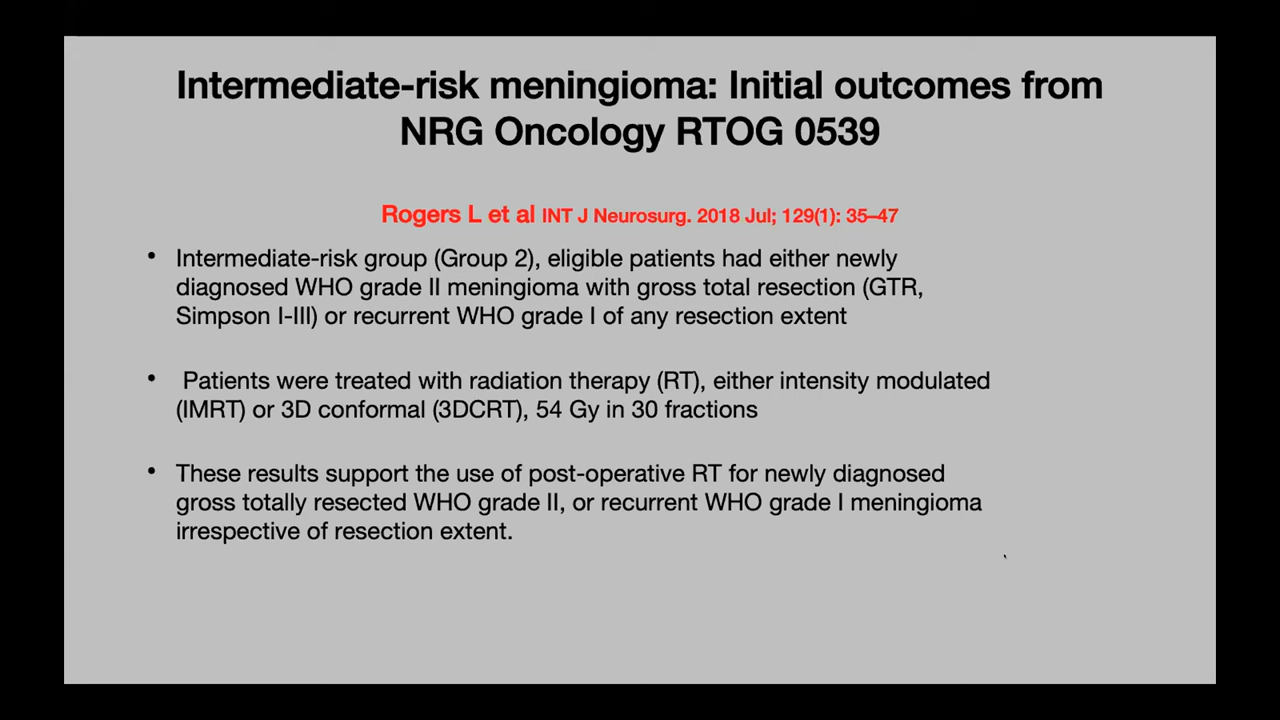 Intermediate-risk meningioma: Initial outcomes from
NRG Oncology RTOG 0539
Rogers L et al INT J Neurosurg. 2018 Jul; 129(1): 35–47
• Intermediate-risk group (Group 2), eligible patients had either newly
diagnosed WHO grade II meningioma with gross total resection (GTR,
Simpson I-III) or recurrent WHO grade I of any resection extent
• Patients were treated with radiation therapy (RT), either intensity modulated
(IMRT) or 3D conformal (3DCRT), 54 Gy in 30 fractions
• These results support the use of post-operative RT for newly diagnosed
gross totally resected WHO grade II, or recurrent WHO grade I meningioma
irrespective of resection extent.